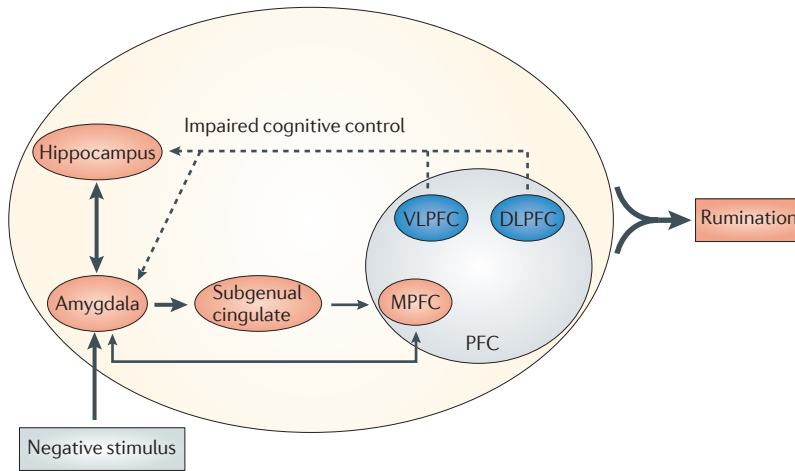 Impaired cognitive control
Hippocampus
VLPFC
DLPFC
Rumination
Amygdala
Subgenual
cingulate
MPFC
PFC
Negative stimulus